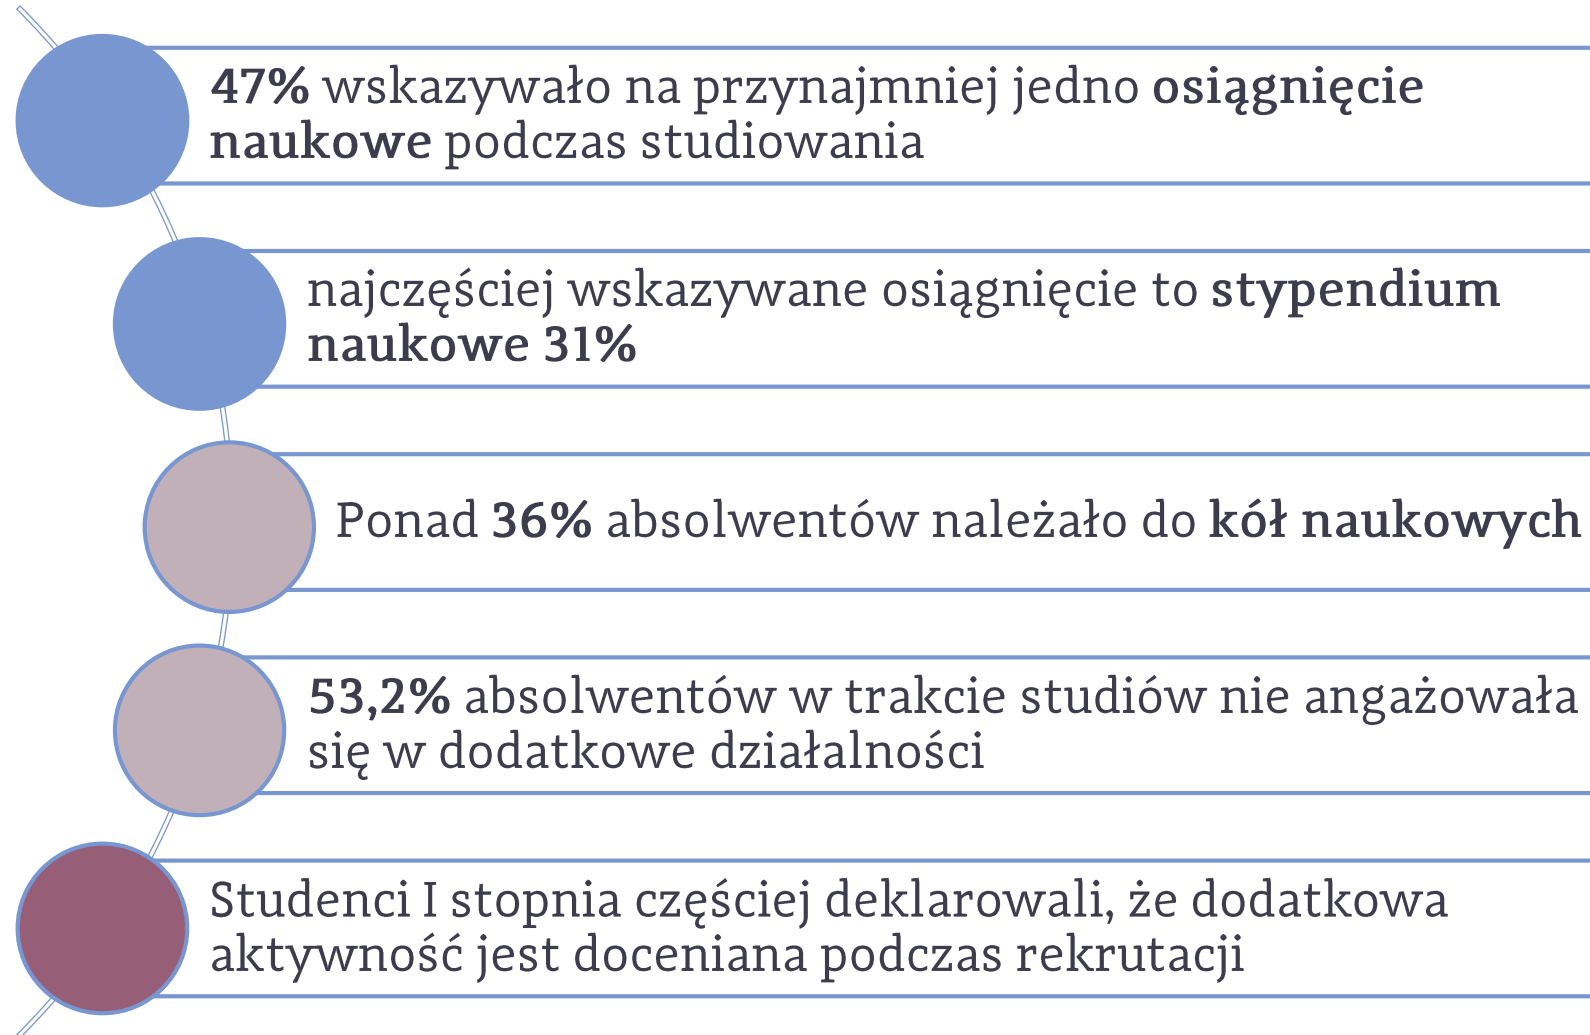 47% wskazywało na przynajmniej jedno osiągnięcie
naukowe podczas studiowania
najczęściej wskazywane osiągnięcie to stypendium
naukowe 31%
Ponad 36% absolwentów należało do kół naukowych
53,2% absolwentów w trakcie studiów nie angażowała
się w dodatkowe działalności
Studenci I stopnia częściej deklarowali, że dodatkowa
aktywność jest doceniana podczas rekrutacji